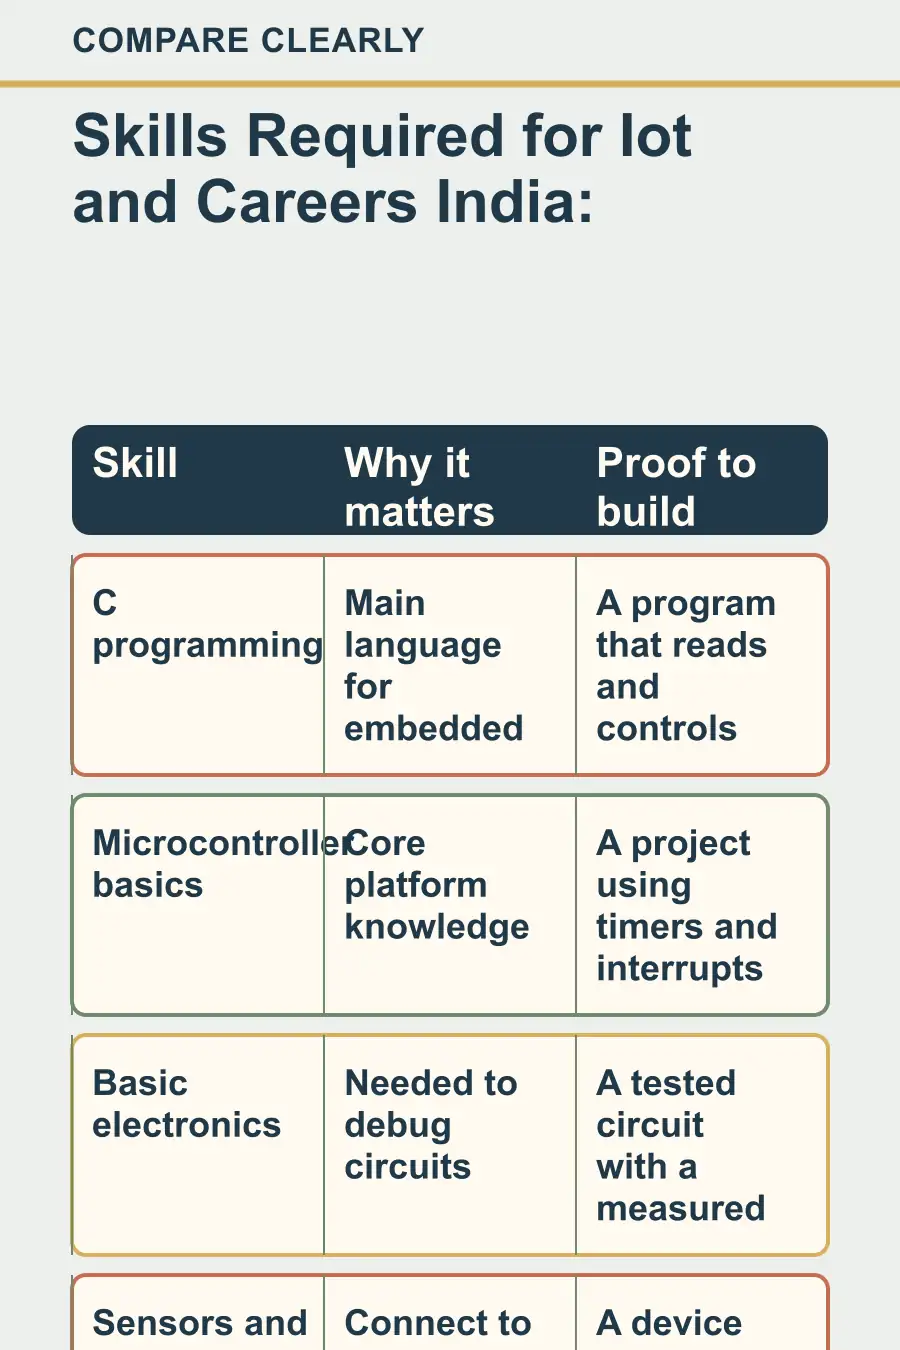 COMPARE CLEARLY
Skills Required for Iot
and Careers India:
Skill
Why it
matters
Proof to
build
C
programming
Main
language
for
embedded
A program
that reads
and
controls
Microcontroller
basics
Core
platform
knowledge
A project
using
timers and
interrupts
Basic
electronics
Needed to
debug
circuits
A tested
circuit
with a
measured
Sensors and
Connect to
A device